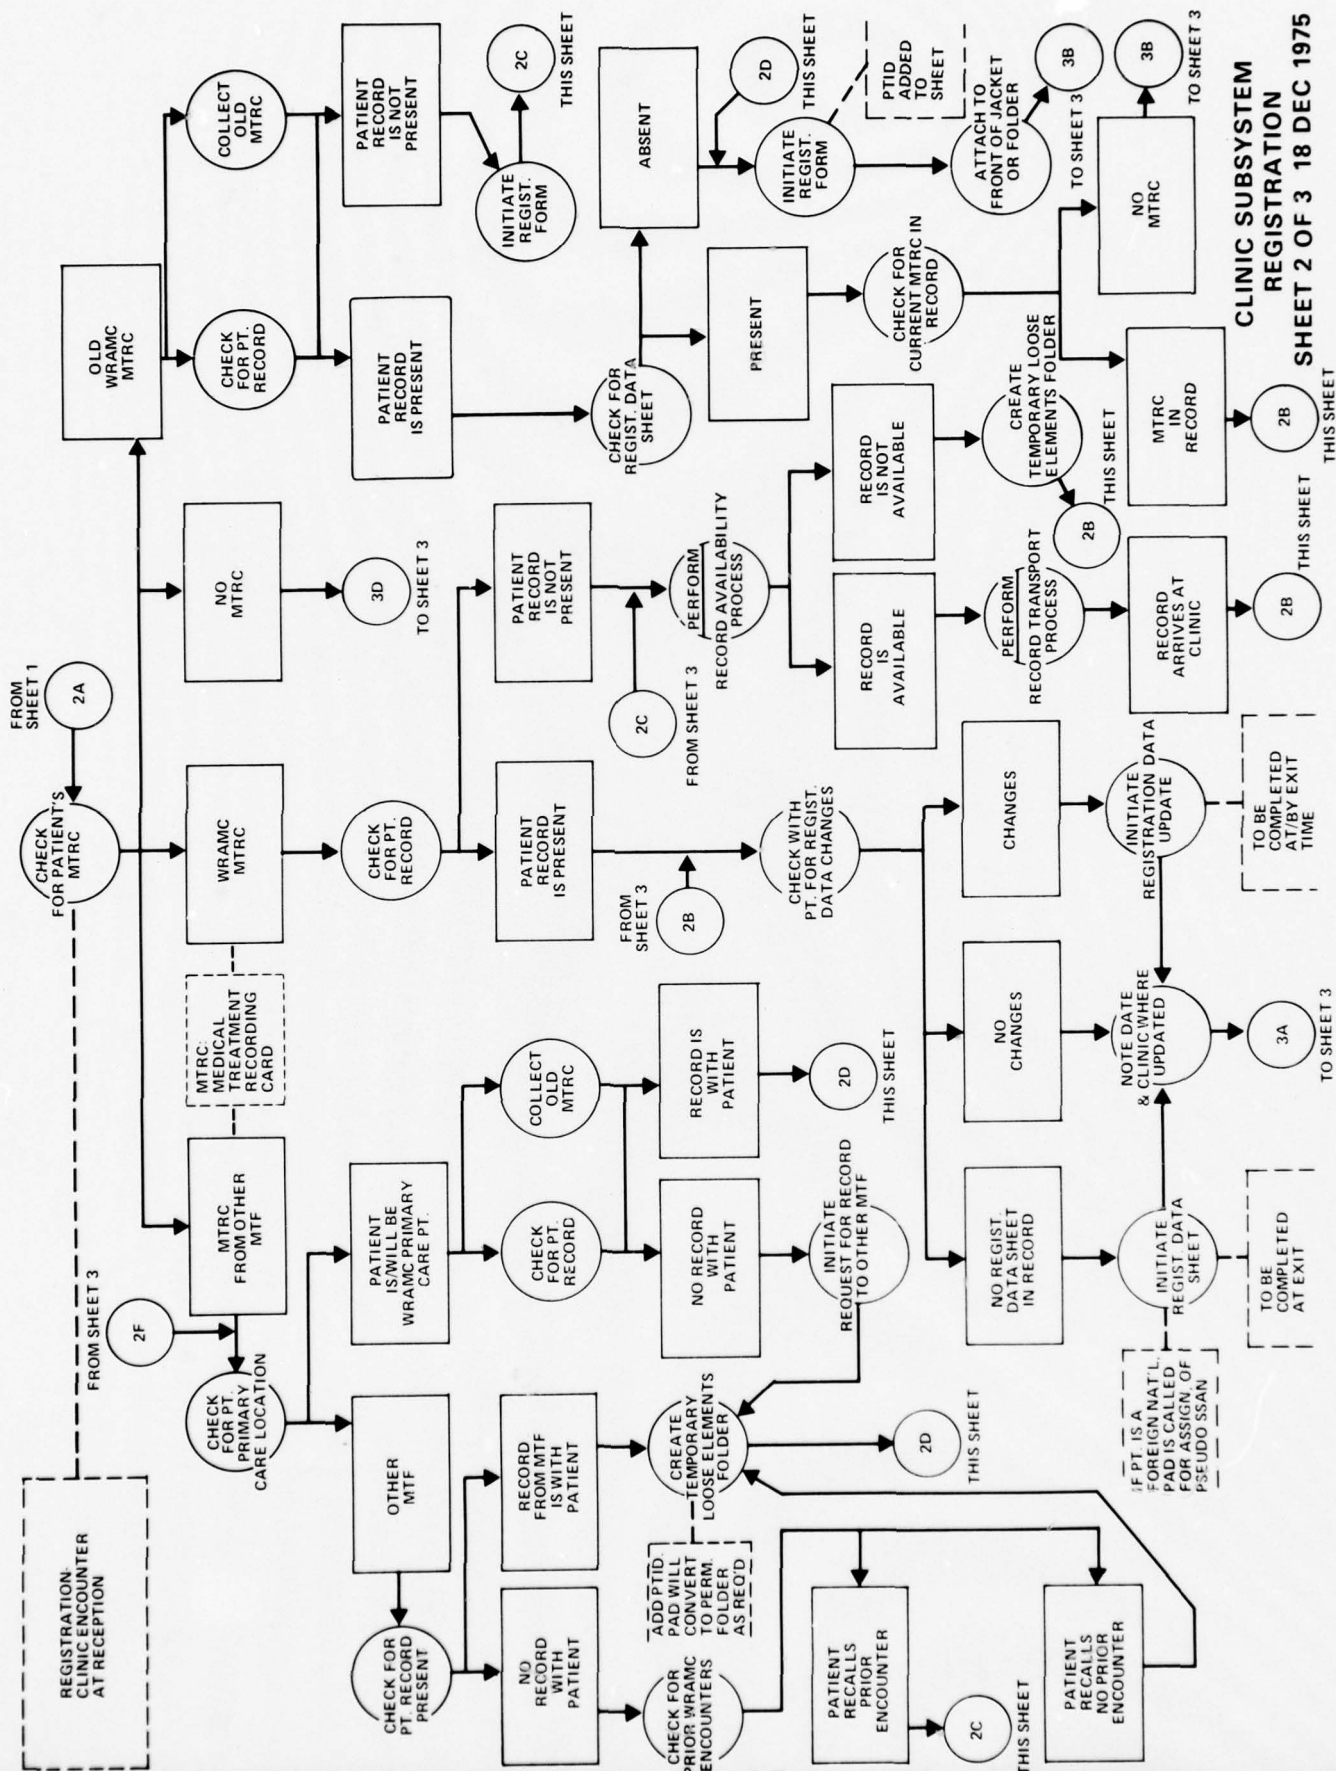 REGISTRATION-
CLINIC ENCOUNTER
AT RECEPTION
CHECK
FOR PATIENT'S
MTRC
FROM
SHEET 1
2A
FROM SHEET 3
2F
MTRC
FROM OTHER
MTF
MTRC:
MEDICAL
TREATMENT
RECORDING
CARD
WRAMC
MTRC
NO
MTRC
3D
TO SHEET 3
OLD
WRAMC
MTRC
CHECK
FOR PT.
PRIMARY
CARE LOCATION
CHECK
FOR PT.
RECORD
CHECK
FOR PT.
RECORD
COLLECT
OLD
MTRC
OTHER
MTF
PATIENT
IS/WILL BE
WRAMC PRIMARY
CARE PT.
PATIENT
RECORD
IS PRESENT
PATIENT
RECORD
IS NOT
PRESENT
CHECK FOR
PT. RECORD
PRESENT
CHECK
FOR PT.
RECORD
COLLECT
OLD
MTRC
PATIENT
RECORD
IS PRESENT
PATIENT
RECORD
IS NOT
PRESENT
INITIATE
REGIST.
FORM
2C
THIS SHEET
NO
RECORD
WITH
PATIENT
RECORD
FROM MTF
IS WITH
PATIENT
NO RECORD
WITH
PATIENT
RECORD IS
WITH
PATIENT
FROM
SHEET 3
2B
2C
FROM SHEET 3
CHECK FOR
REGIST. DATA
SHEET
ABSENT
CHECK FOR
PRIOR WRAMC
ENCOUNTERS
ADD PTID.
PAD WILL
CONVERT
TO PERM.
FOLDER
AS REQ'D
CREATE
TEMPORARY
LOOSE ELEMENTS
FOLDER
INITIATE
REQUEST FOR RECORD
TO OTHER MTF
2D
THIS SHEET
CHECK WITH
PT. FOR REGIST.
DATA CHANGES
PERFORM
RECORD AVAILABILITY
PROCESS
PRESENT
2D
THIS SHEET
INITIATE
REGIST.
FORM
PTID
ADDED
TO
SHEET
PATIENT
RECALLS
PRIOR
ENCOUNTER
2D
THIS SHEET
RECORD
IS
AVAILABLE
RECORD
IS NOT
AVAILABLE
CHECK FOR
CURRENT MTRC IN
RECORD
ATTACH TO
FRONT OF JACKET
OR FOLDER
3B
TO SHEET 3
2C
THIS SHEET
NO REGIST.
DATA SHEET
IN RECORD
NO
CHANGES
CHANGES
PERFORM
RECORD TRANSPORT
PROCESS
CREATE
TEMPORARY LOOSE
ELEMENTS FOLDER
2B
THIS SHEET
PATIENT
RECALLS
NO PRIOR
ENCOUNTER
IF PT. IS A
FOREIGN NAT'L,
PAD IS CALLED
FOR ASSIGN. OF
PSEUDO SSAN
INITIATE
REGIST. DATA
SHEET
NOTE DATE
& CLINIC WHERE
UPDATED
INITIATE
REGISTRATION DATA
UPDATE
RECORD
ARRIVES AT
CLINIC
MTRC
IN
RECORD
NO
MTRC
3B
TO SHEET 3
TO BE
COMPLETED
AT EXIT
3A
TO SHEET 3
TO BE
COMPLETED
AT/BY EXIT
TIME
2B
THIS SHEET
2B
THIS SHEET
CLINIC SUBSYSTEM
REGISTRATION
SHEET 2 OF 3 18 DEC 1975